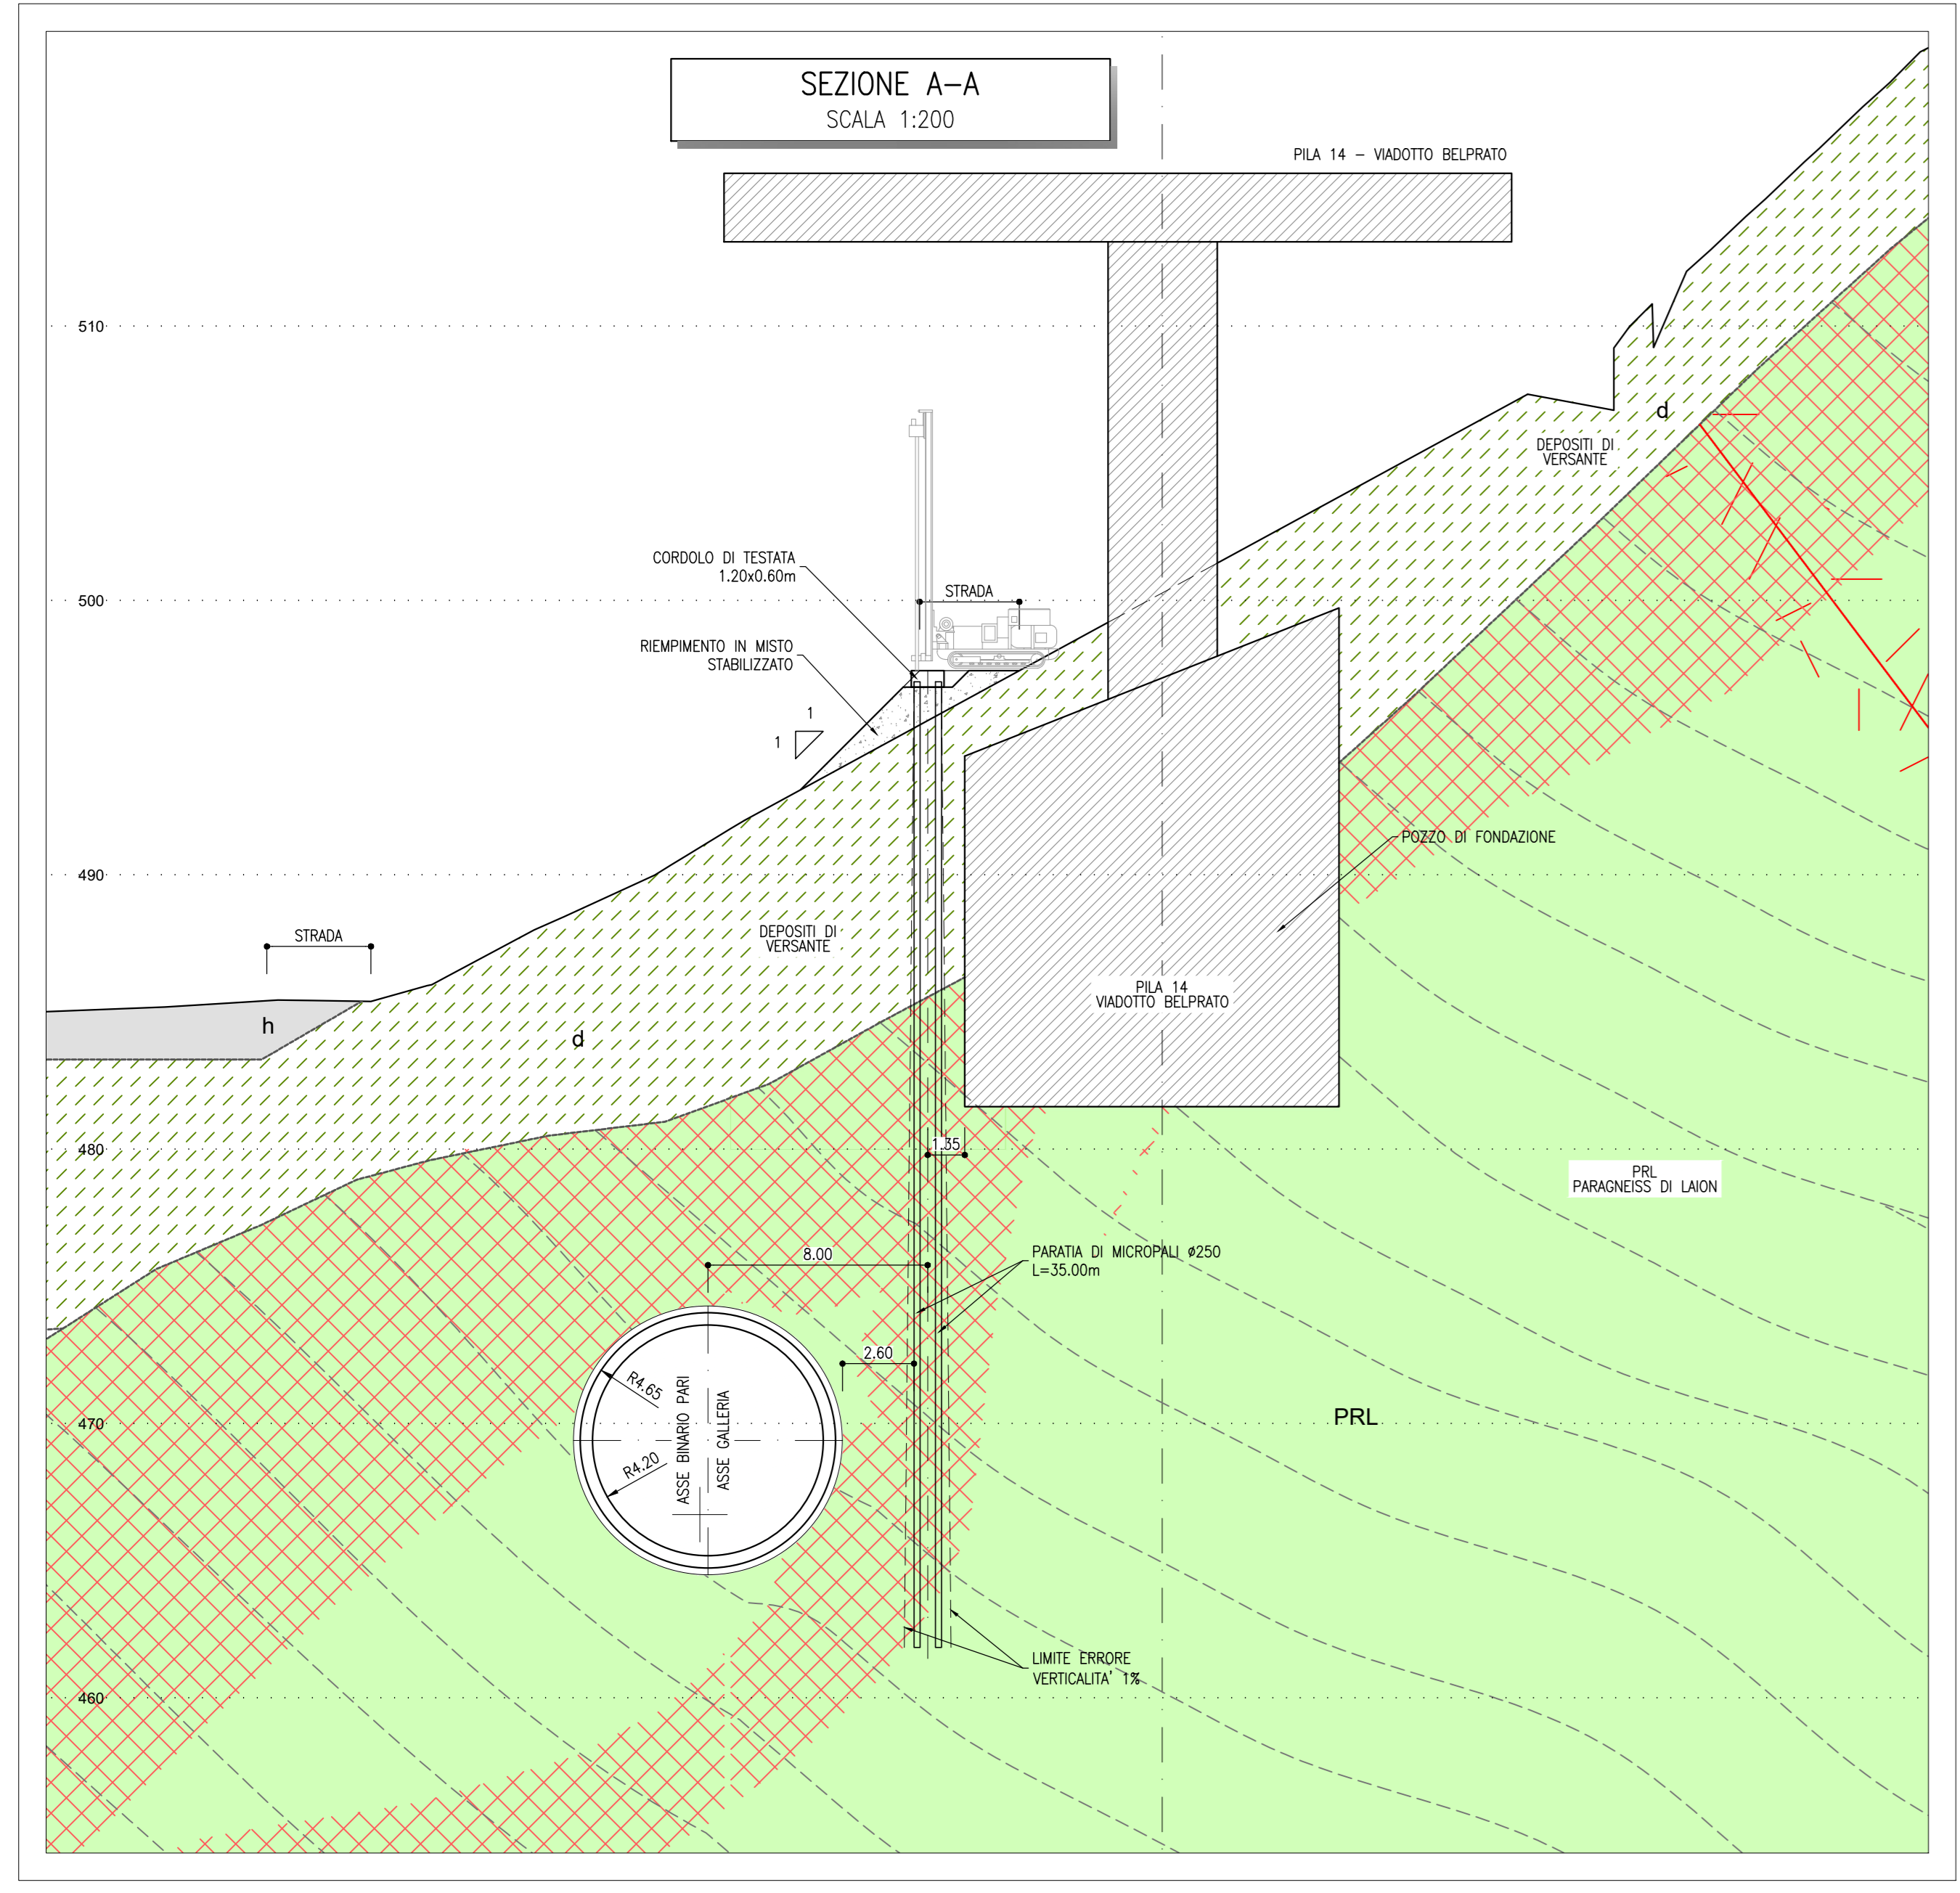 SEZIONE A-A
SCALA 1:200
PILA 14 - VIADOTTO BELPRATO
510
d
DEPOSITI DI
VERSANTE
CORDOLO DI TESTATA
1.20x0.60m
STRADA
500
RIEMPIMENTO IN MISTO
STABILIZZATO
1
1
POZZO DI FONDAZIONE
490
STRADA
DEPOSITI DI
VERSANTE
PILA 14
VIADOTTO BELPRATO
h
d
480
1.35
PRL
PARAGNEISS DI LAION
8.00
PARATIA DI MICROPALI ø250
L=35.00m
2.60
R4.65
ASSE BINARIO PARI
ASSE GALLERIA
470
PRL
R4.20
LIMITE ERRORE
VERTICALITA' 1%
460